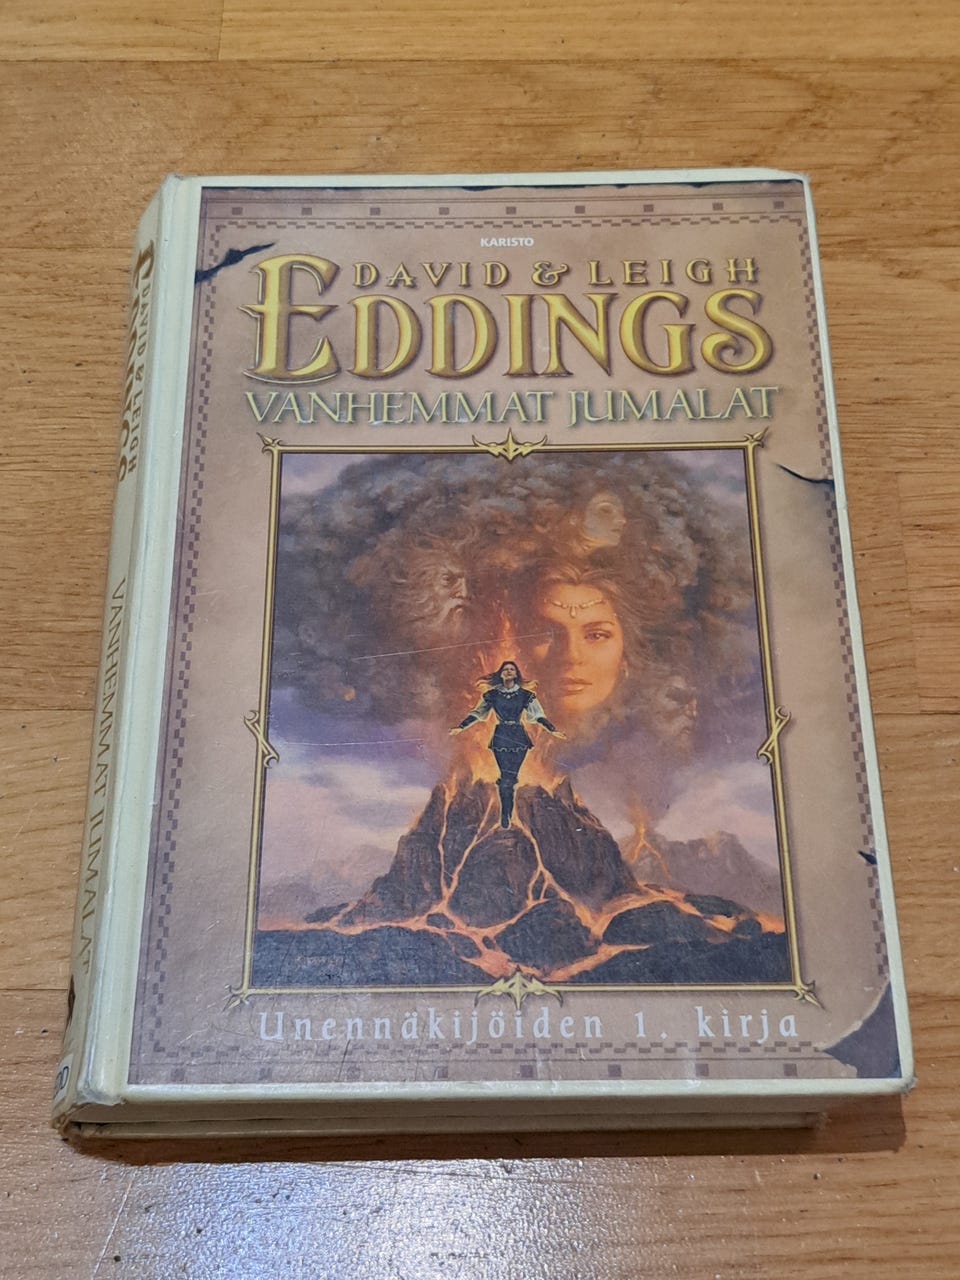 KARISTO
DAVID & LEIGH
EDDINGS
VANHEMMAT JUMALAT
Unennäkijöiden 1. kirja
DAVID & LEIGH
EDDINGS
VANHEMMAT JUMALAT